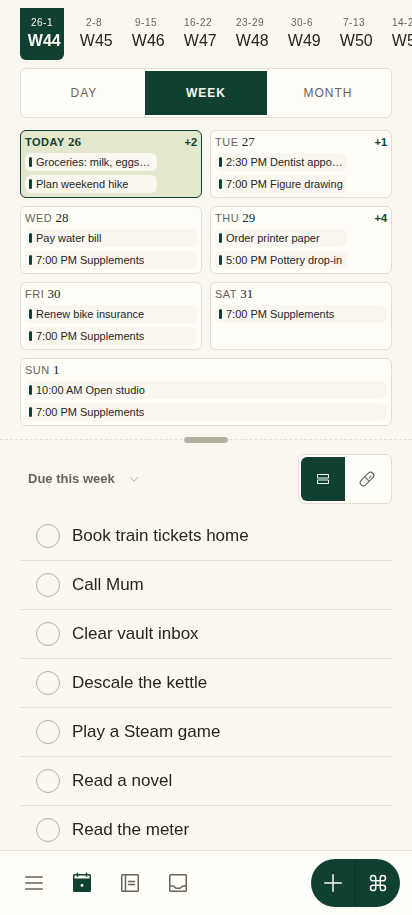 26-1 2-8 9-15 16-22 23-29 30-6 7-13 14-2
W44 W45 W46 W47 W48 W49 W50 W5
DAY WEEK MONTH
TODAY 26 +2
Groceries: milk, eggs…
Plan weekend hike
TUE 27 +1
2:30 PM Dentist appo…
7:00 PM Figure drawing
WED 28
Pay water bill
7:00 PM Supplements
THU 29 +4
Order printer paper
5:00 PM Pottery drop-in
FRI 30
Renew bike insurance
7:00 PM Supplements
SAT 31
7:00 PM Supplements
SUN 1
10:00 AM Open studio
7:00 PM Supplements
Due this week
Book train tickets home
Call Mum
Clear vault inbox
Descale the kettle
Play a Steam game
Read a novel
Read the meter